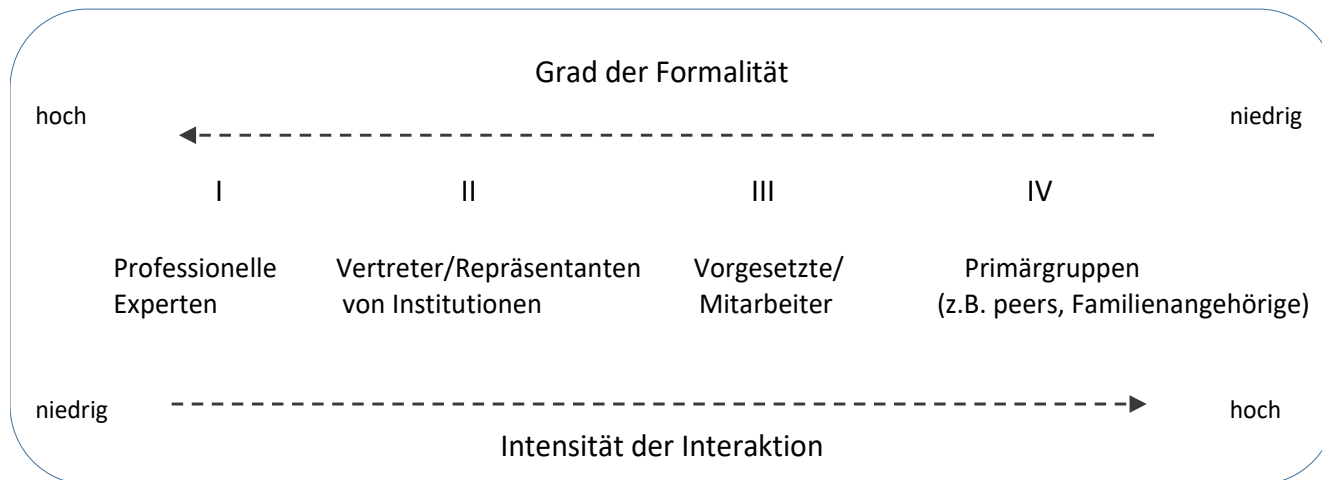 Grad der Formalität
hoch niedrig
I II III IV
Professionelle Vertreter/Repräsentanten Vorgesetzte/ Primärgruppen
Experten von Institutionen Mitarbeiter (z.B. peers, Familienangehörige)
niedrig hoch
Intensität der Interaktion